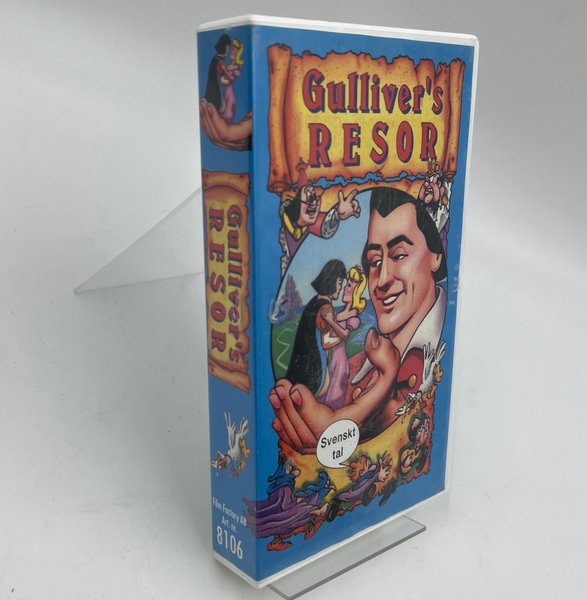 Gulliver's
RESOR
Svenskt
tal
Gulliver's
RESOR
Film Factory AB
Art. nr.
8106